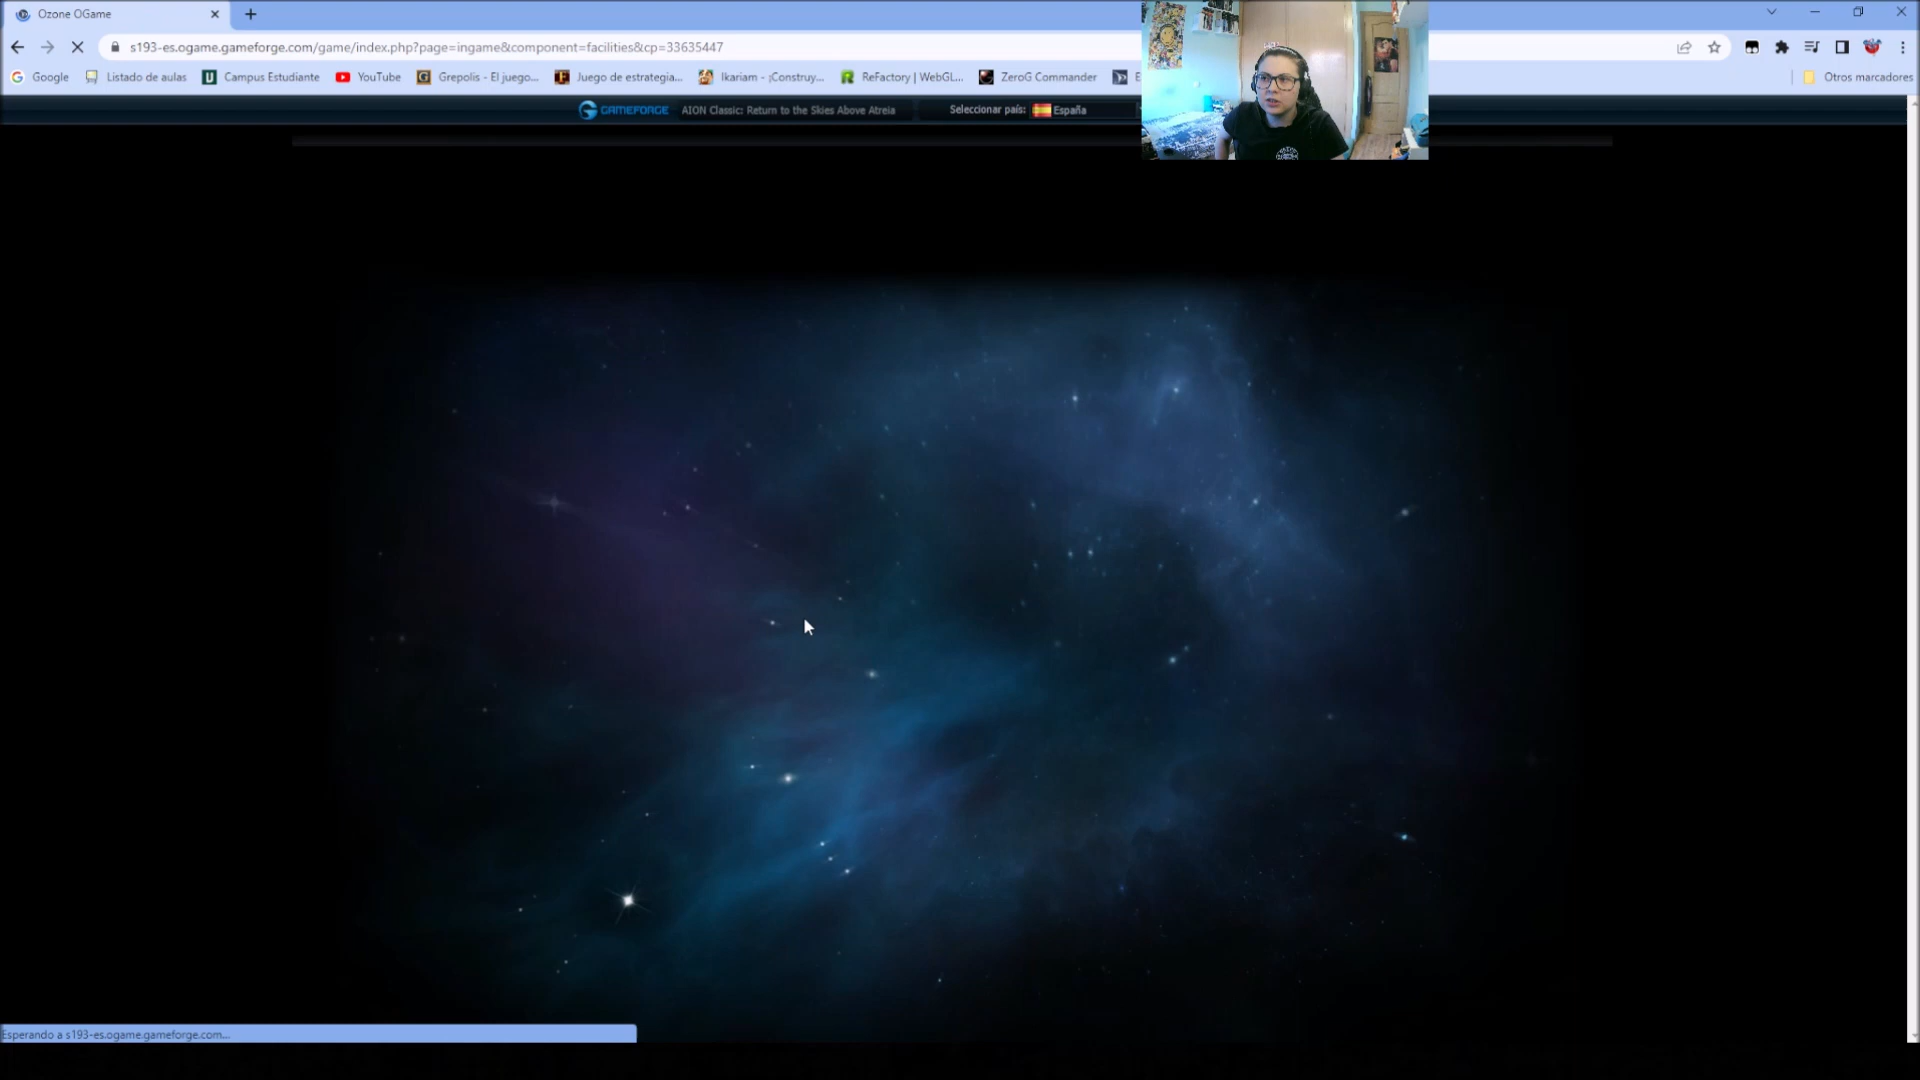 Ozone OGame
s193-es.ogame.gameforge.com/game/index.php?page=ingame&component=facilities&cp=33635447
Google Listado de aulas Campus Estudiante YouTube Grepolis - El juego... Juego de estrategia... Ikariam - ¡Construy... ReFactory | WebGL... ZeroG Commander E Otros marcadores
GAMEFORGE AION Classic: Return to the Skies Above Atreia Seleccionar país: España
Esperando a s193-es.ogame.gameforge.com...